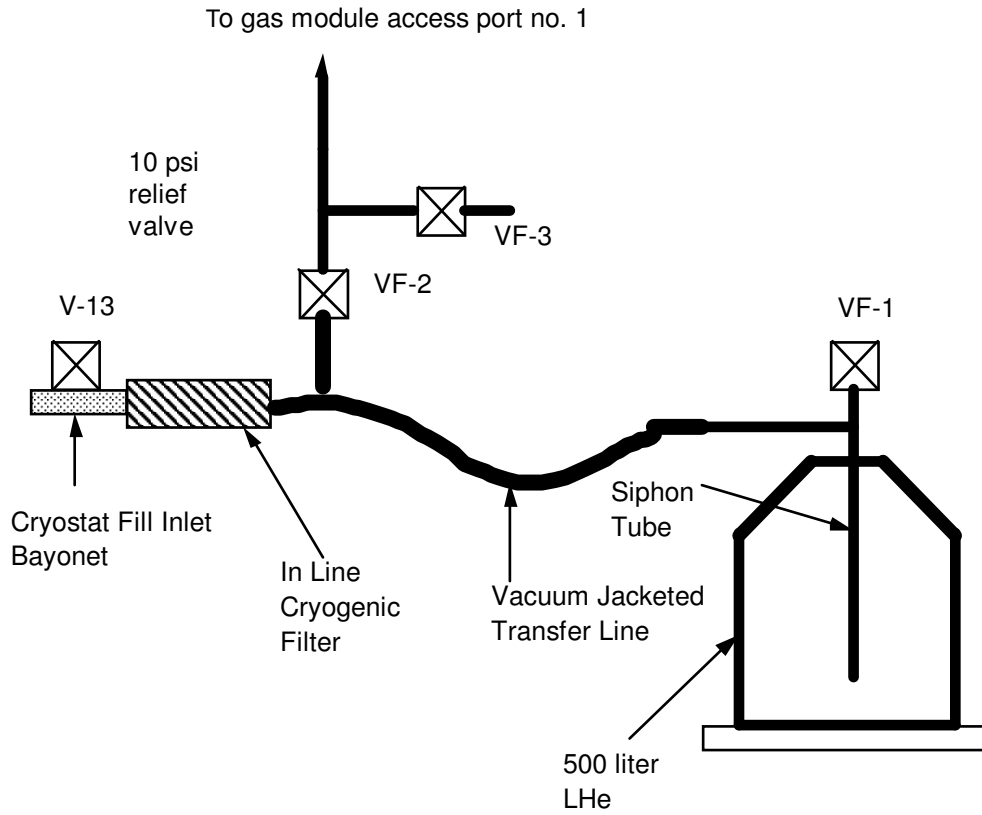 To gas module access port no. 1
10 psi
relief
valve
VF-3
VF-2
V-13
VF-1
Cryostat Fill Inlet
Bayonet
In Line
Cryogenic
Filter
Vacuum Jacketed
Transfer Line
Siphon
Tube
500 liter
LHe